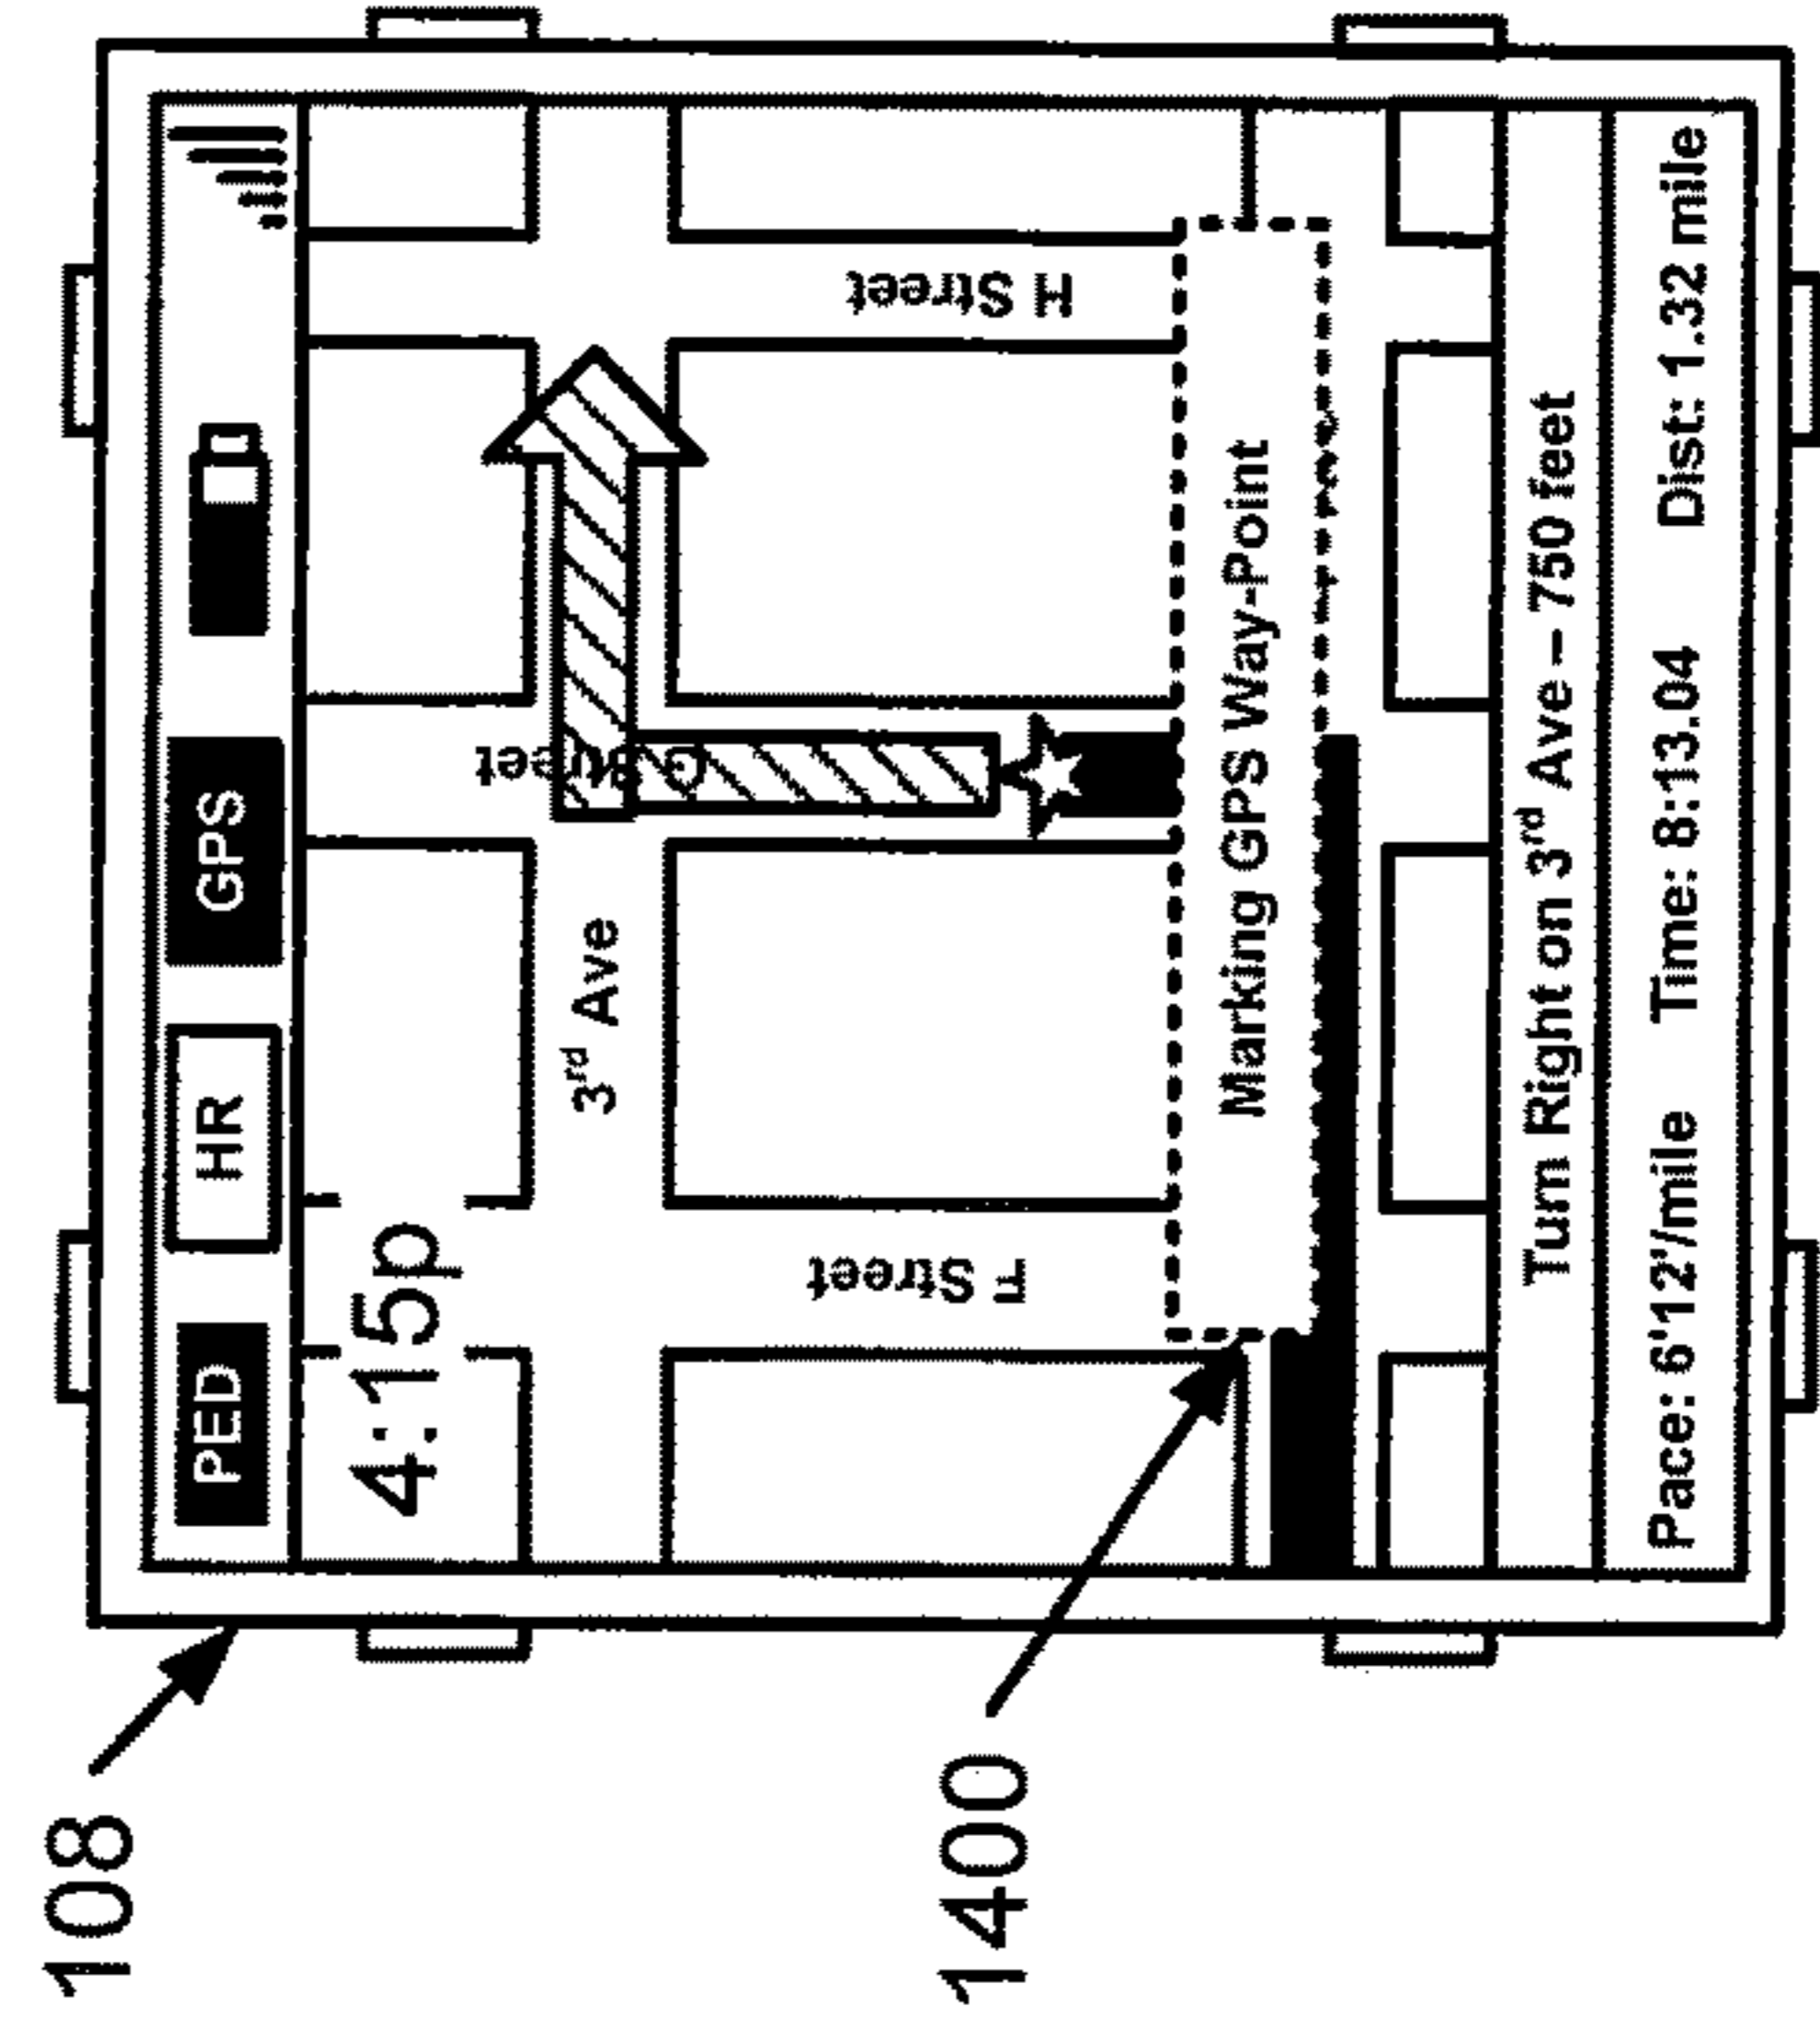 108
PED HR GPS
4:15p
3rd Ave
G Street
F Street
H Street
1400
Marking GPS Way-Point
Turn Right on 3rd Ave – 750 feet
Pace: 6'12'/mile Time: 8:13.04 Dist: 1.32 mile